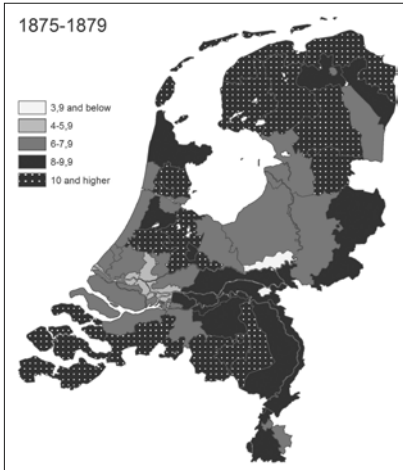 1875-1879
3,9 and below
4-5,9
6-7,9
8-9,9
10 and higher